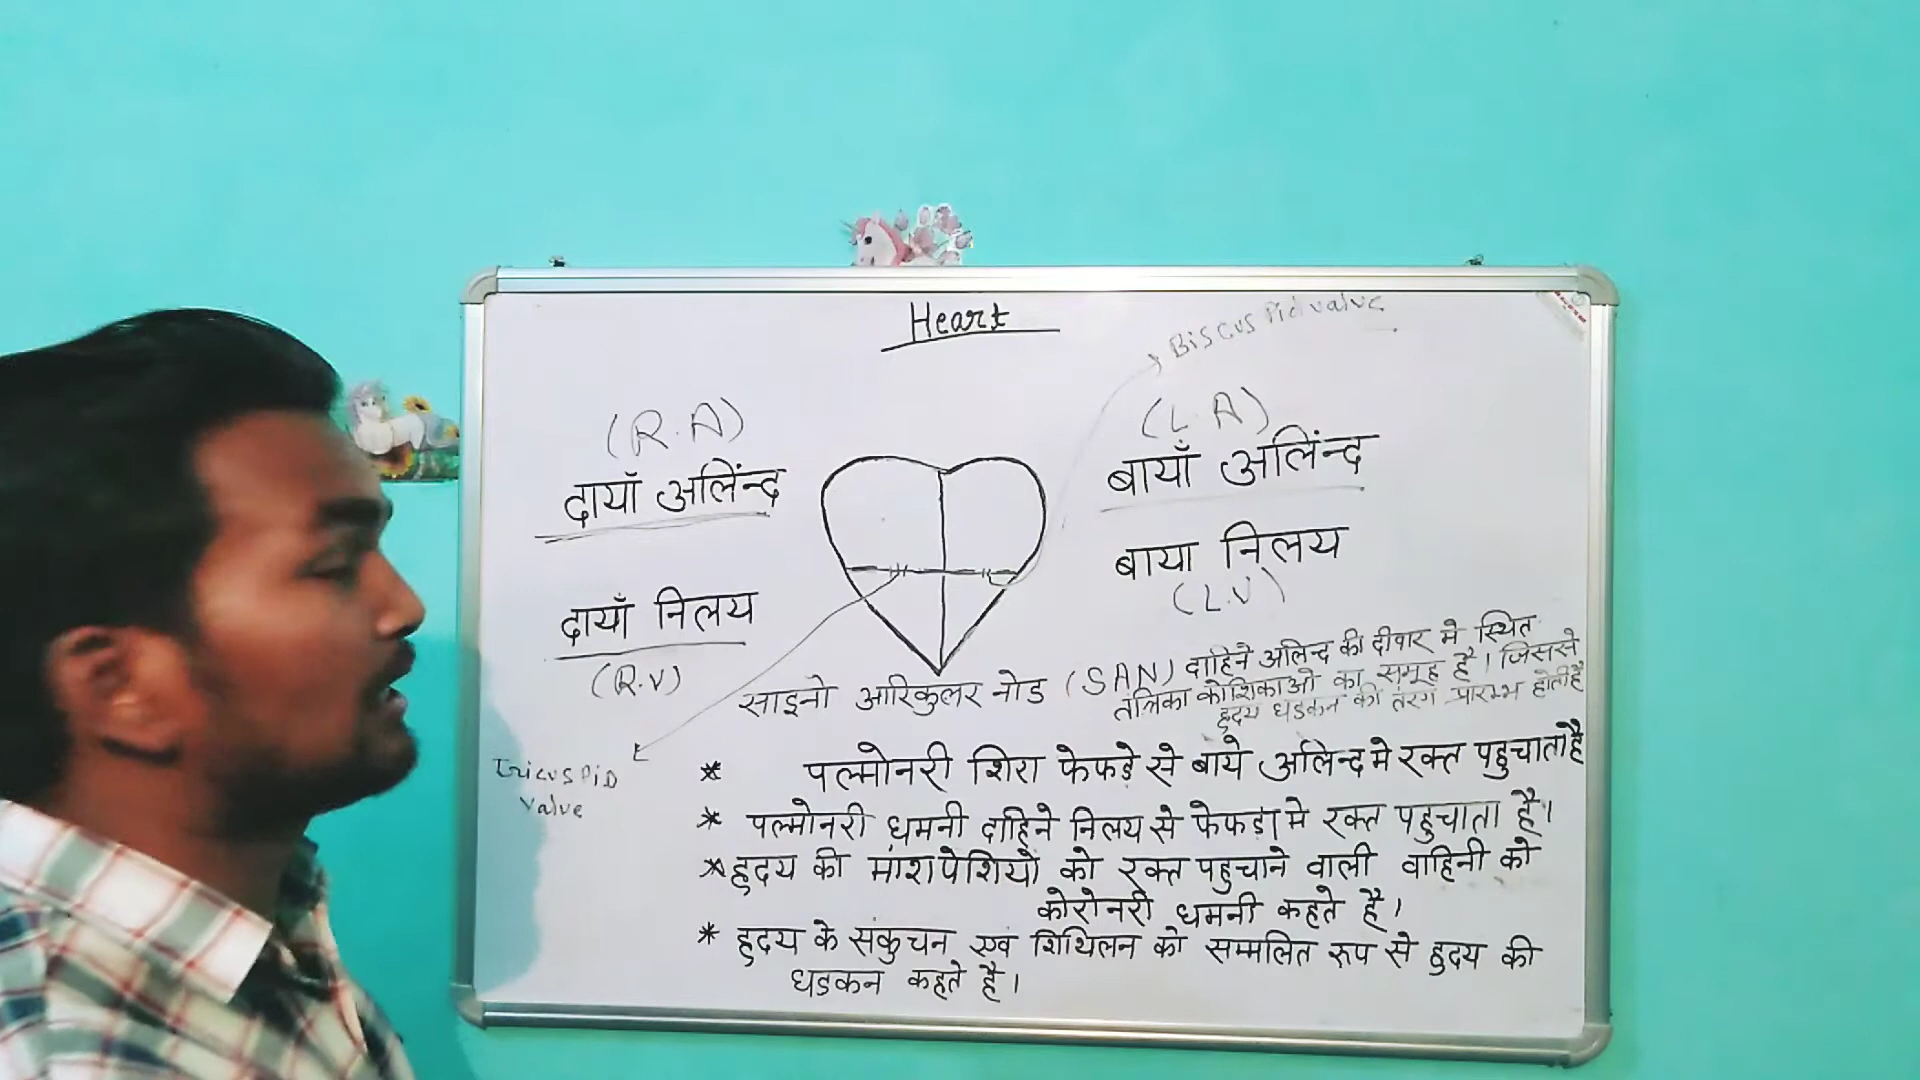 Heart
Biscuspid valve
(R.A)
(L.A)
दायाँ अलिंन्द
बायाँ अलिंन्द
दायाँ निलय
बाया निलय
(R.V)
(L.V)
साइनो आरिकुलर नोड (SAN) दाहिने अलिन्द की दीवार मे स्थित
तंत्रिका कोशिकाओ का समूह है। जिससे
हृदय धडकन की तंरग प्रारम्भ होती है
Tricuspid
valve
* पल्मोनरी शिरा फेफड़े से बाये अलिन्द मे रक्त पहुचाता है
* पल्मोनरी धमनी दाहिने निलय से फेफड़ा मे रक्त पहुचाता है।
* हृदय की मांशपेशियो को रक्त पहुचाने वाली वाहिनी को
कोरोनरी धमनी कहते है।
* हृदय के संकुचन एवं शिथिलन को सम्मलित रूप से हृदय की
धडकन कहते है।